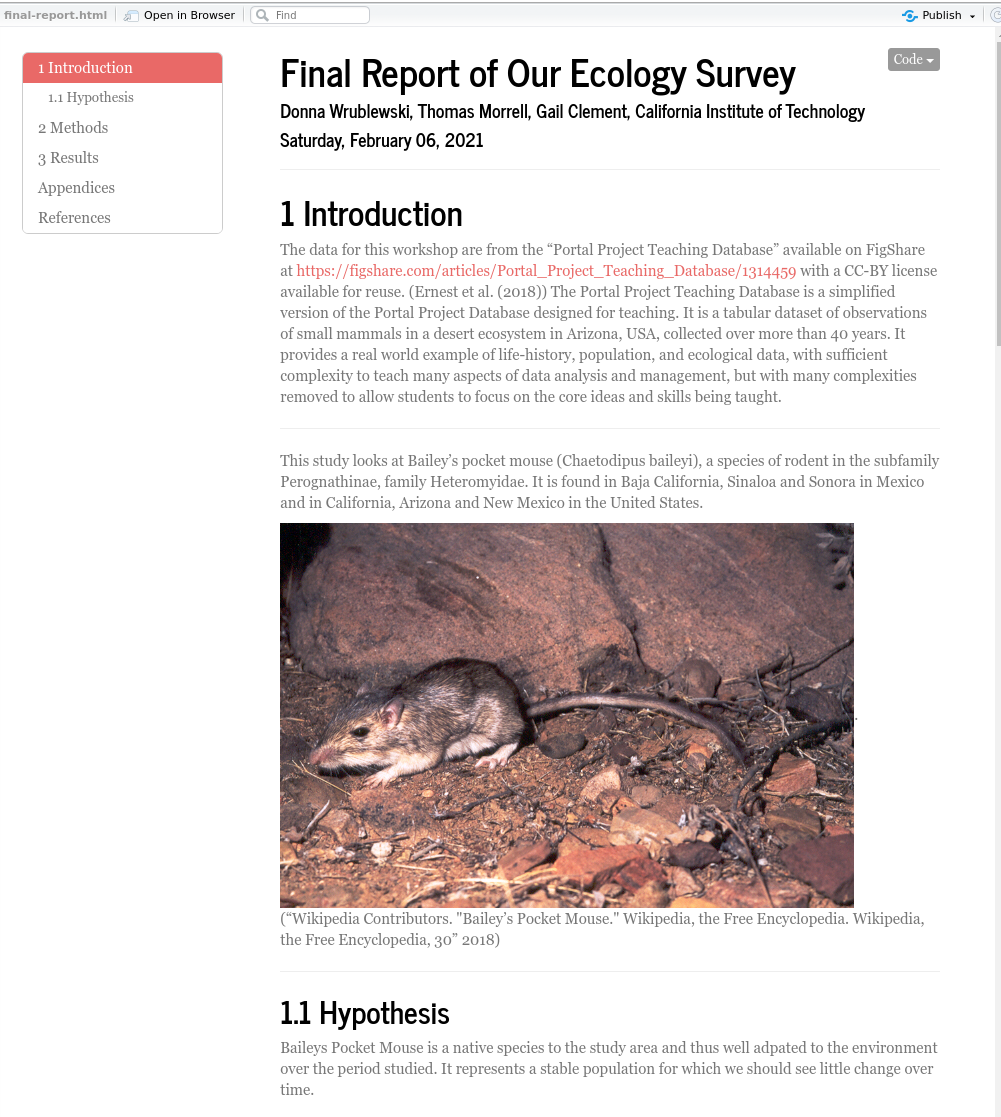 final-report.html Open in Browser Find Publish
1 Introduction
1.1 Hypothesis
2 Methods
3 Results
Appendices
References
Code
Final Report of Our Ecology Survey
Donna Wrublewski, Thomas Morrell, Gail Clement, California Institute of Technology
Saturday, February 06, 2021
1 Introduction
The data for this workshop are from the “Portal Project Teaching Database” available on FigShare
at https://figshare.com/articles/Portal_Project_Teaching_Database/1314459 with a CC-BY license
available for reuse. (Ernest et al. (2018)) The Portal Project Teaching Database is a simplified
version of the Portal Project Database designed for teaching. It is a tabular dataset of observations
of small mammals in a desert ecosystem in Arizona, USA, collected over more than 40 years. It
provides a real world example of life-history, population, and ecological data, with sufficient
complexity to teach many aspects of data analysis and management, but with many complexities
removed to allow students to focus on the core ideas and skills being taught.
This study looks at Bailey’s pocket mouse (Chaetodipus baileyi), a species of rodent in the subfamily
Perognathinae, family Heteromyidae. It is found in Baja California, Sinaloa and Sonora in Mexico
and in California, Arizona and New Mexico in the United States.
.
(“Wikipedia Contributors. "Bailey’s Pocket Mouse." Wikipedia, the Free Encyclopedia. Wikipedia,
the Free Encyclopedia, 30” 2018)
1.1 Hypothesis
Baileys Pocket Mouse is a native species to the study area and thus well adpated to the environment
over the period studied. It represents a stable population for which we should see little change over
time.